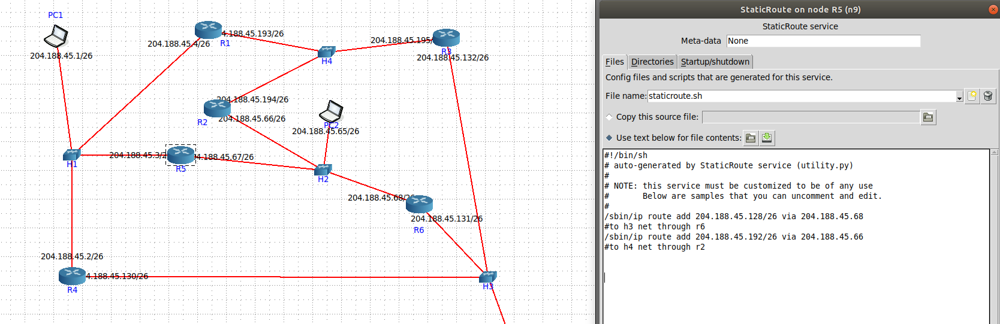 PC1
204.188.45.1/26
4.188.45.193/26
R1
204.188.45.4/26
H4
204.188.45.195/
R3
204.188.45.132/26
204.188.45.194/26
R2
204.188.45.66/26
PC2
204.188.45.65/26
H1
204.188.45.3/2
4.188.45.67/26
R5
H2
204.188.45.68/26
R6
204.188.45.131/26
204.188.45.2/26
4.188.45.130/26
R4
H3
StaticRoute on node R5 (n9)
StaticRoute service
Meta-data None
Files Directories Startup/shutdown
Config files and scripts that are generated for this service.
File name: staticroute.sh
Copy this source file:
Use text below for file contents:
#!/bin/sh
# auto-generated by StaticRoute service (utility.py)
#
# NOTE: this service must be customized to be of any use
#       Below are samples that you can uncomment and edit.
#
/sbin/ip route add 204.188.45.128/26 via 204.188.45.68
#to h3 net through r6
/sbin/ip route add 204.188.45.192/26 via 204.188.45.66
#to h4 net through r2